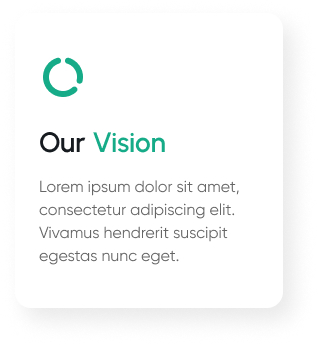 Our Vision
Lorem ipsum dolor sit amet,
consectetur adipiscing elit.
Vivamus hendrerit suscipit
egestas nunc eget.